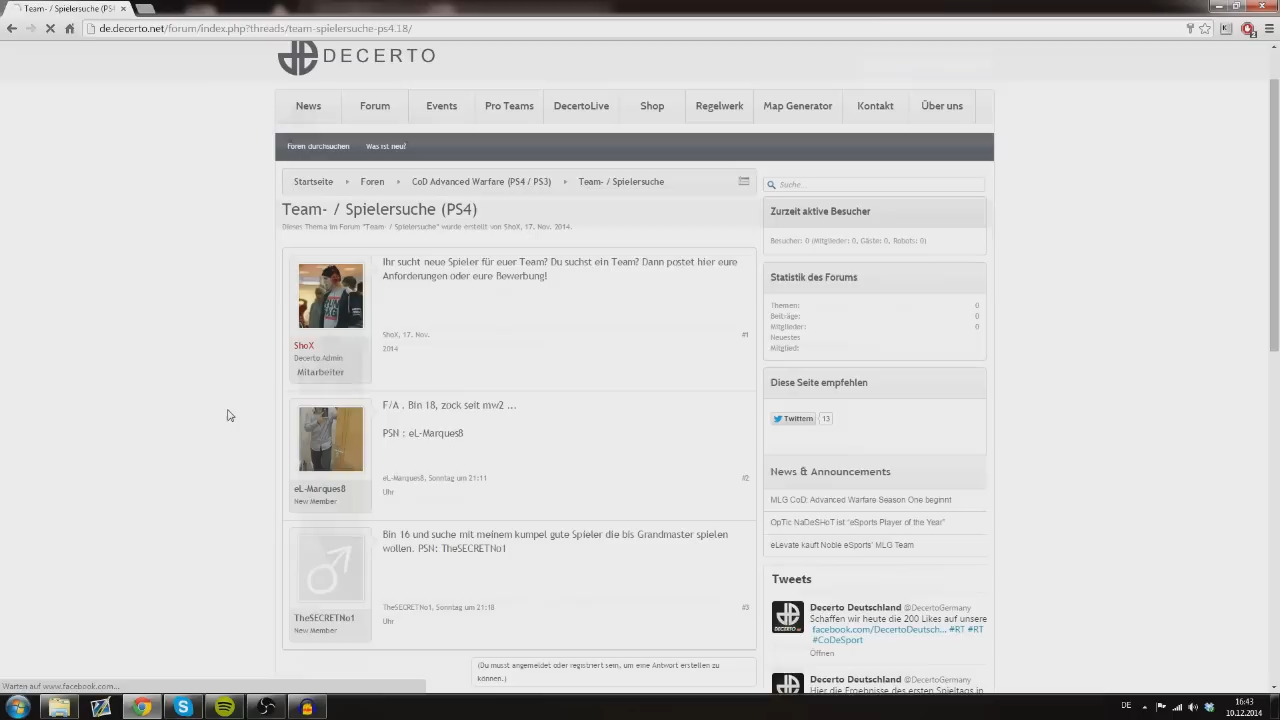 Team- / Spielersuche (PS4
de.decerto.net/forum/index.php?threads/team-spielersuche-ps4.18/
DECERTO
News Forum Events Pro Teams DecertoLive Shop Regelwerk Map Generator Kontakt Über uns
Foren durchsuchen Was ist neu?
Startseite Foren CoD Advanced Warfare (PS4 / PS3) Team- / Spielersuche
Suche...
Team- / Spielersuche (PS4)
Dieses Thema im Forum "Team- / Spielersuche" wurde erstellt von ShoX, 17. Nov. 2014.
Ihr sucht neue Spieler für euer Team? Du suchst ein Team? Dann postet hier eure
Anforderungen oder eure Bewerbung!
ShoX, 17. Nov.
2014
#1
ShoX
Decerto Admin
Mitarbeiter
F/A . Bin 18, zock seit mw2 ...
PSN : eL-Marques8
eL-Marques8, Sonntag um 21:11
Uhr
#2
eL-Marques8
New Member
Bin 16 und suche mit meinem kumpel gute Spieler die bis Grandmaster spielen
wollen. PSN: TheSECRETNo1
TheSECRETNo1, Sonntag um 21:18
Uhr
#3
TheSECRETNo1
New Member
(Du musst angemeldet oder registriert sein, um eine Antwort erstellen zu
können.)
Zurzeit aktive Besucher
Besucher: 0 (Mitglieder: 0, Gäste: 0, Robots: 0)
Statistik des Forums
Themen: 0
Beiträge: 0
Mitglieder: 0
Neuestes
Mitglied:
Diese Seite empfehlen
Twittern 13
News & Announcements
MLG CoD: Advanced Warfare Season One beginnt
OpTic NaDeSHoT ist "eSports Player of the Year"
eLevate kauft Noble eSports' MLG Team
Tweets
Decerto Deutschland @DecertoGermany
Schaffen wir heute die 200 Likes auf unsere
facebook.com/DecertoDeutsch... #RT #RT
#CoDeSport
Öffnen
Decerto Deutschland @DecertoGermany
Hier die Ergebnisse des ersten Spieltags in
Warten auf www.facebook.com...
DE
16:43
10.12.2014